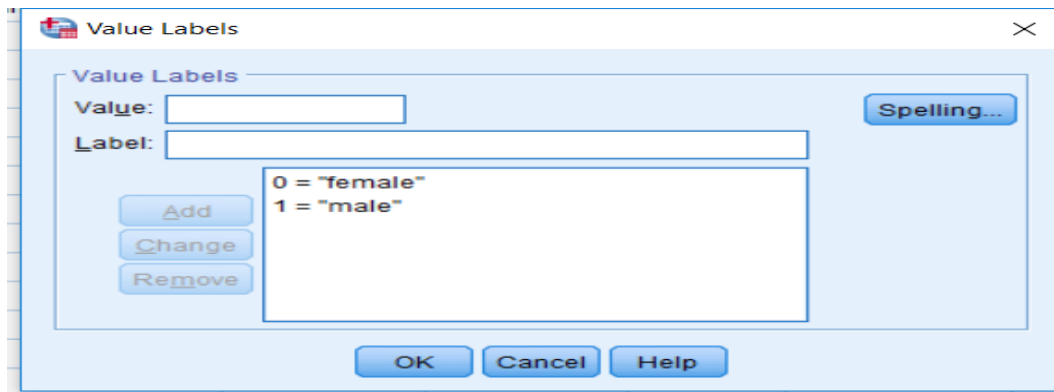 Value Labels
Value Labels
Value:
Spelling...
Label:
0 = "female"
1 = "male"
Add
Change
Remove
OK Cancel Help